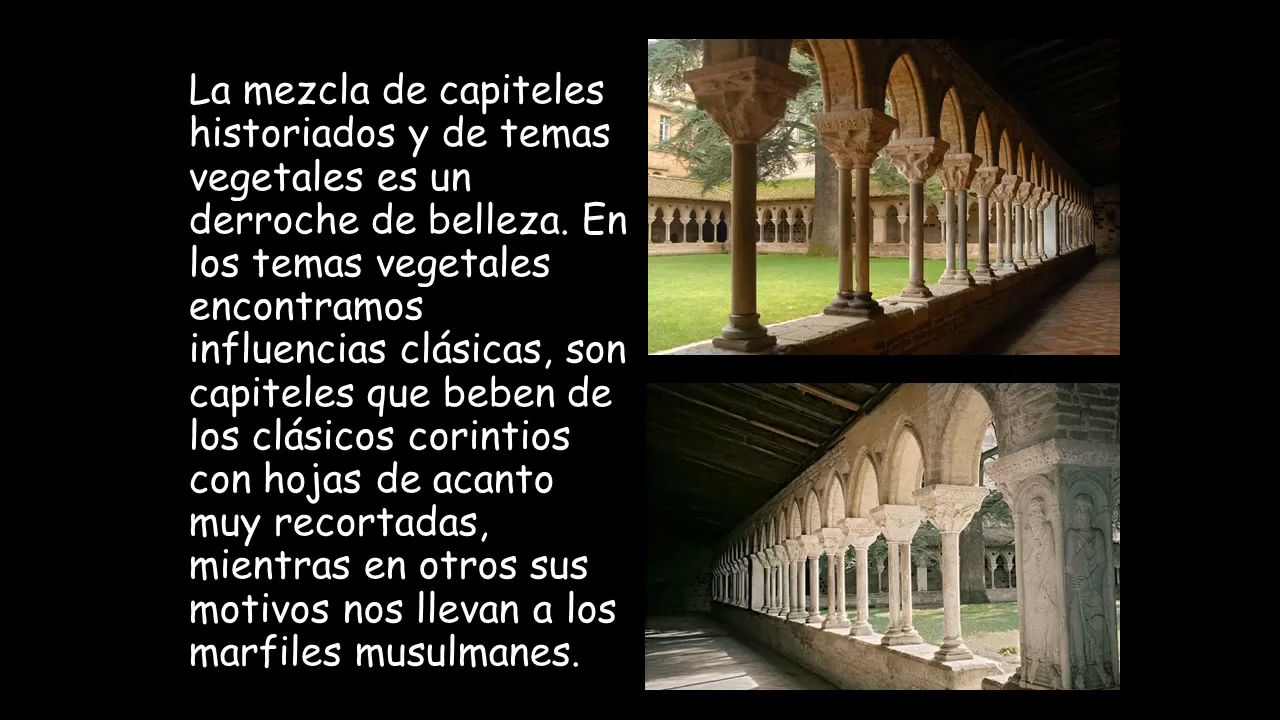 La mezcla de capiteles
historiados y de temas
vegetales es un
derroche de belleza. En
los temas vegetales
encontramos
influencias clásicas, son
capiteles que beben de
los clásicos corintios
con hojas de acanto
muy recortadas,
mientras en otros sus
motivos nos llevan a los
marfiles musulmanes.